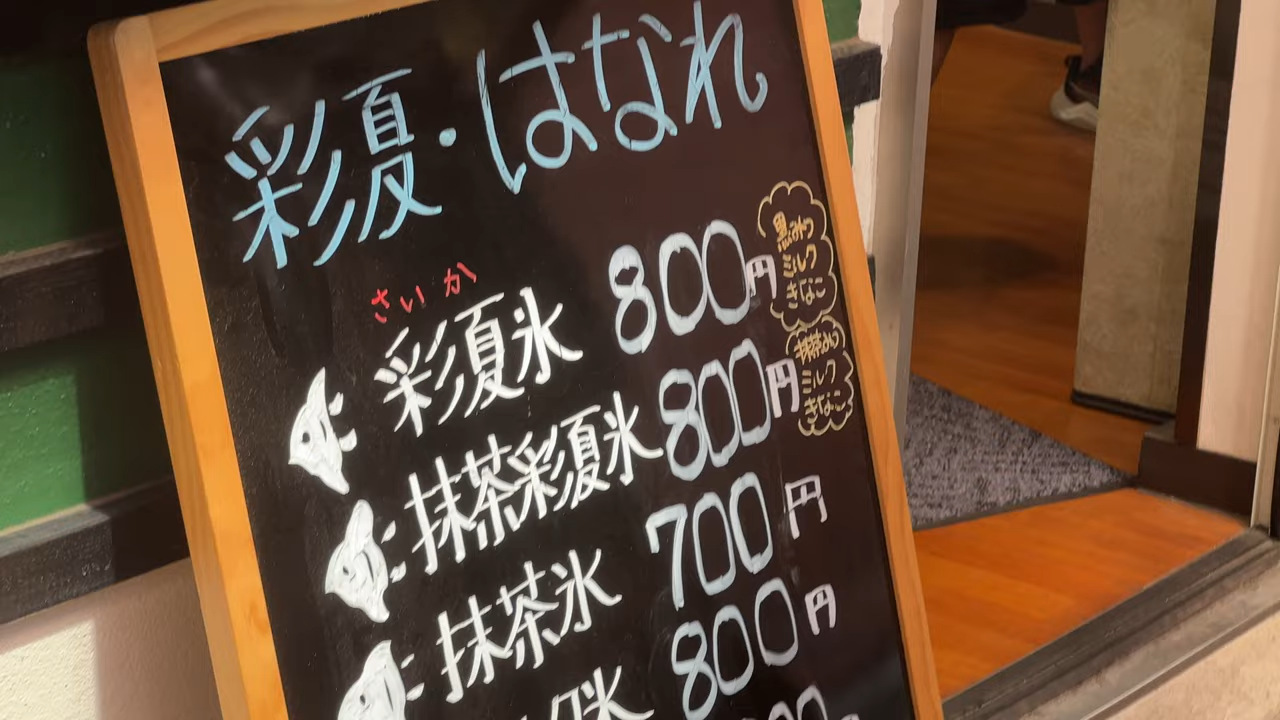 彩夏・はなれ
さいか
彩夏氷 800円
黒みつ
ミルク
きなこ
抹茶彩夏氷 800円
抹茶みつ
ミルク
きなこ
抹茶氷 700円
氷 800円